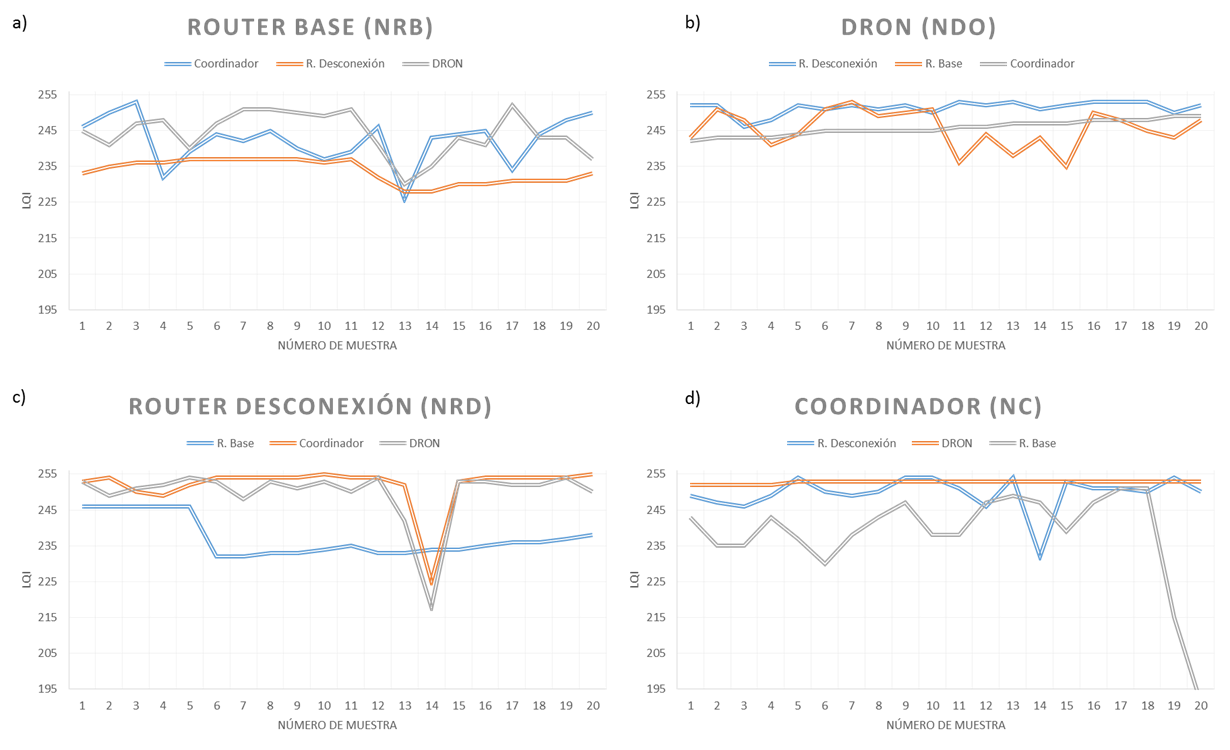 a)
ROUTER BASE (NRB)
Coordinador R. Desconexión DRON
255
245
235
225
215
205
195
LQI
1 2 3 4 5 6 7 8 9 10 11 12 13 14 15 16 17 18 19 20
NÚMERO DE MUESTRA
b)
DRON (NDO)
R. Desconexión R. Base Coordinador
255
245
235
225
215
205
195
LQI
1 2 3 4 5 6 7 8 9 10 11 12 13 14 15 16 17 18 19 20
NÚMERO DE MUESTRA
c)
ROUTER DESCONEXIÓN (NRD)
R. Base Coordinador DRON
255
245
235
225
215
205
195
LQI
1 2 3 4 5 6 7 8 9 10 11 12 13 14 15 16 17 18 19 20
NÚMERO DE MUESTRA
d)
COORDINADOR (NC)
R. Desconexión DRON R. Base
255
245
235
225
215
205
195
LQI
1 2 3 4 5 6 7 8 9 10 11 12 13 14 15 16 17 18 19 20
NÚMERO DE MUESTRA